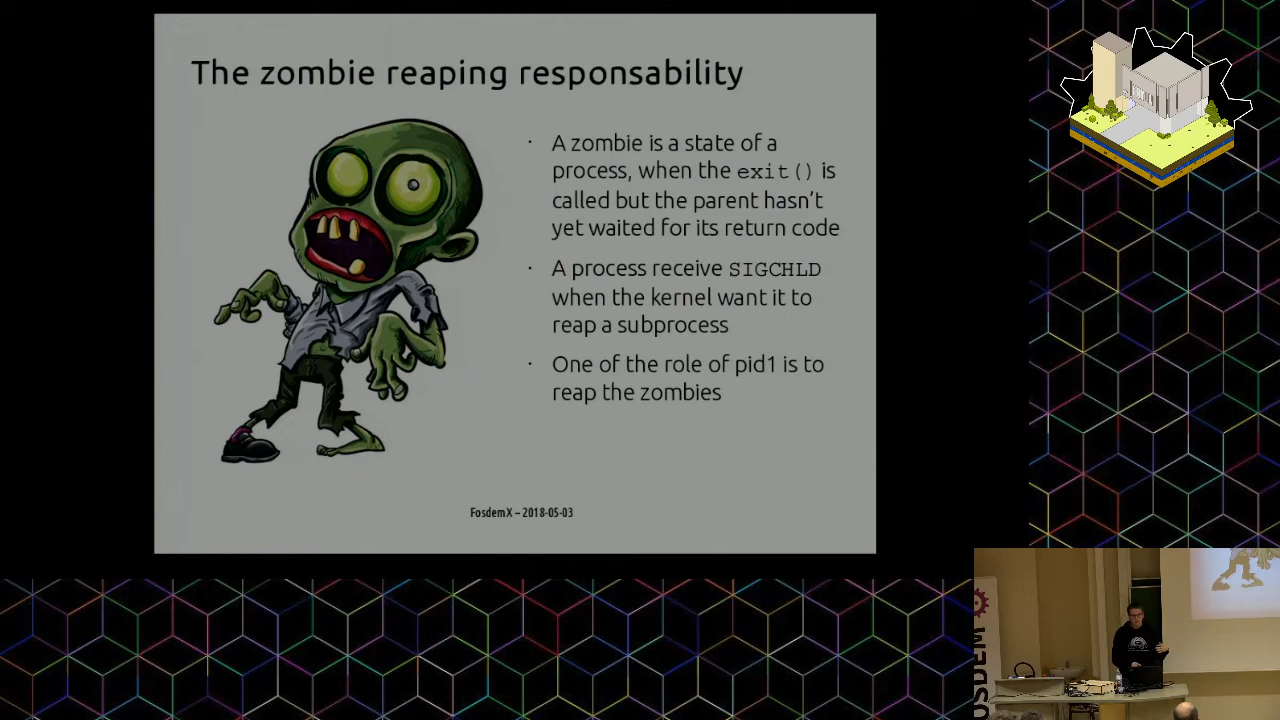 The zombie reaping responsability
· A zombie is a state of a
process, when the exit() is
called but the parent hasn't
yet waited for its return code
· A process receive SIGCHLD
when the kernel want it to
reap a subprocess
· One of the role of pid1 is to
reap the zombies
FosdemX – 2018-05-03
OSDEM